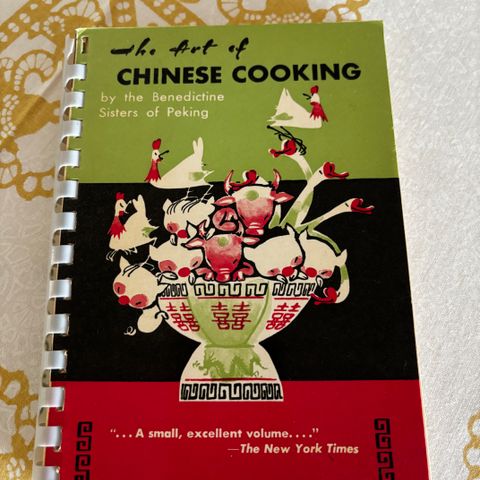 The Art of
CHINESE COOKING
by the Benedictine
Sisters of Peking
囍 囍 囍
"...A small, excellent volume...."
—The New York Times